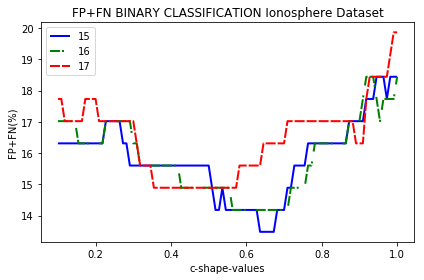 FP+FN BINARY CLASSIFICATION Ionosphere Dataset
15
16
17
FP+FN(%)
20
19
18
17
16
15
14
0.2 0.4 0.6 0.8 1.0
c-shape-values